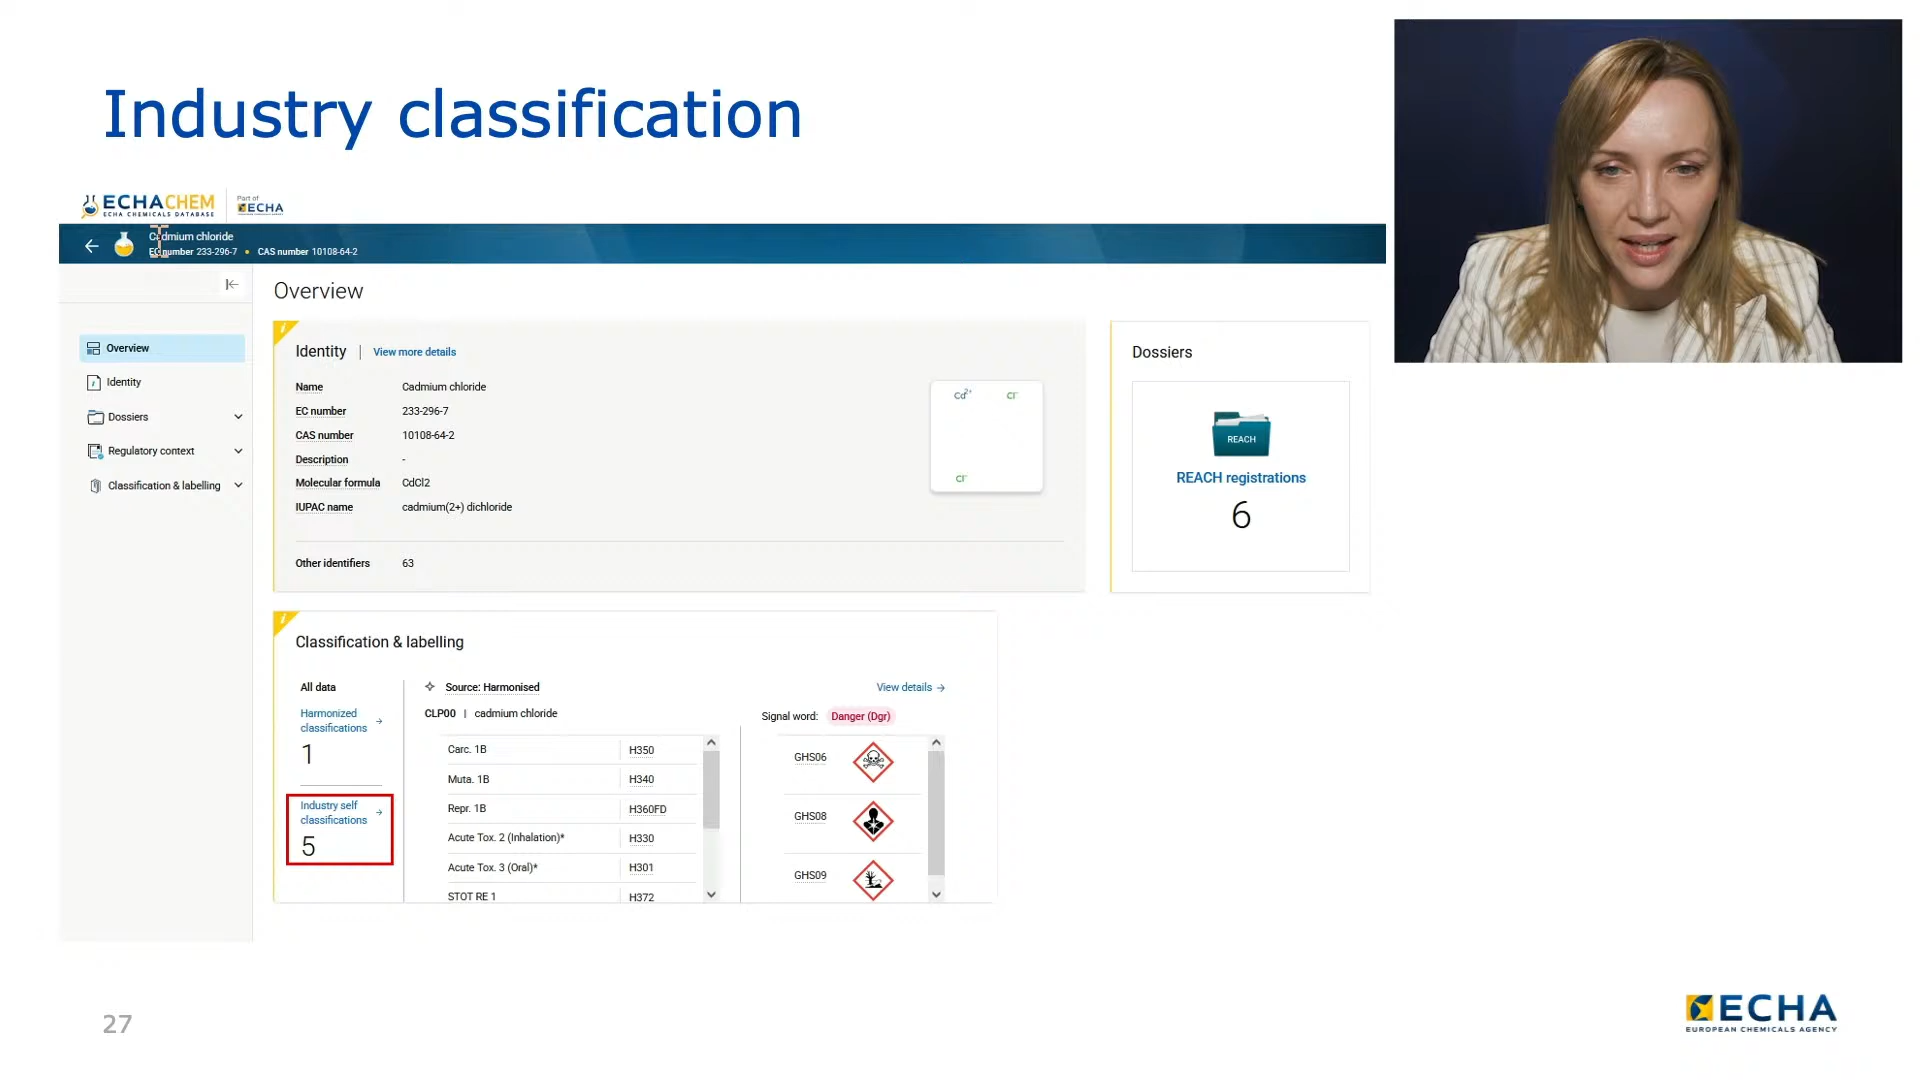 Industry classification
ECHACHEM
ECHA CHEMICALS DATABASE
Part of
ECHA
Cadmium chloride
EC number 233-296-7 • CAS number 10108-64-2
Overview
Overview
Identity
Dossiers
Regulatory context
Classification & labelling
Identity | View more details
Name Cadmium chloride
EC number 233-296-7
CAS number 10108-64-2
Description -
Molecular formula CdCl2
IUPAC name cadmium(2+) dichloride
Other identifiers 63
Cd²⁺ Cl⁻
Cl⁻
Dossiers
REACH
REACH registrations
6
Classification & labelling
All data
Harmonized
classifications
1
Industry self
classifications
5
Source: Harmonised
View details
CLP00 | cadmium chloride
Signal word: Danger (Dgr)
Carc. 1B H350
Muta. 1B H340
Repr. 1B H360FD
Acute Tox. 2 (Inhalation)* H330
Acute Tox. 3 (Oral)* H301
STOT RE 1 H372
GHS06
GHS08
GHS09
27
ECHA
EUROPEAN CHEMICALS AGENCY